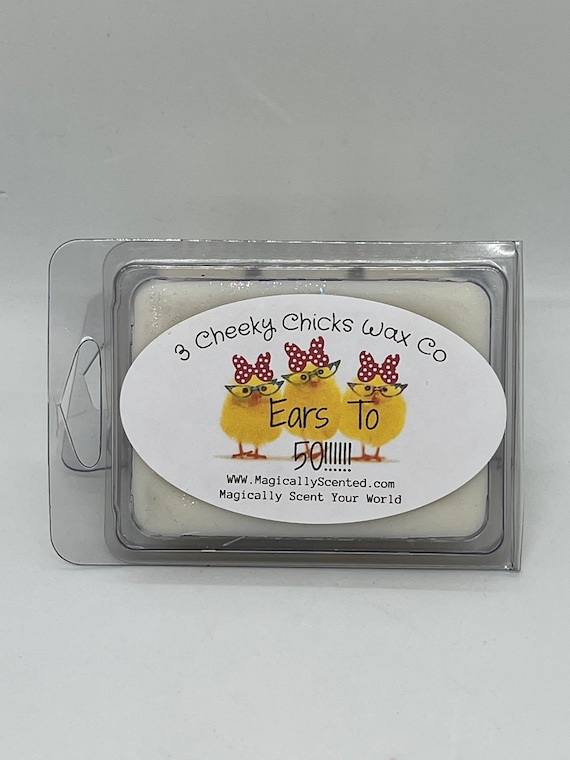 3 Cheeky Chicks Wax Co
Ears To
50!!!!!!
WWW.MagicallyScented.com
Magically Scent Your World